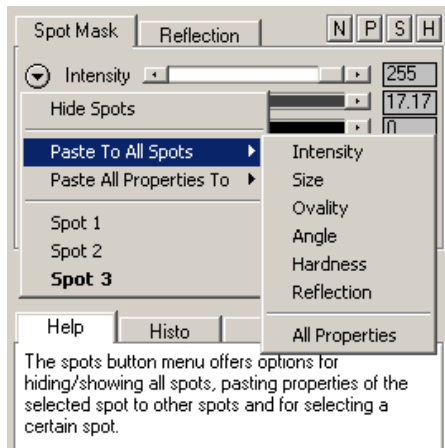 Spot Mask Reflection N P S H
Intensity 255
Hide Spots 17.17
0
Paste To All Spots Intensity
Paste All Properties To Size
Ovality
Spot 1 Angle
Spot 2 Hardness
Spot 3 Reflection
All Properties
Help Histo
The spots button menu offers options for
hiding/showing all spots, pasting properties of the
selected spot to other spots and for selecting a
certain spot.